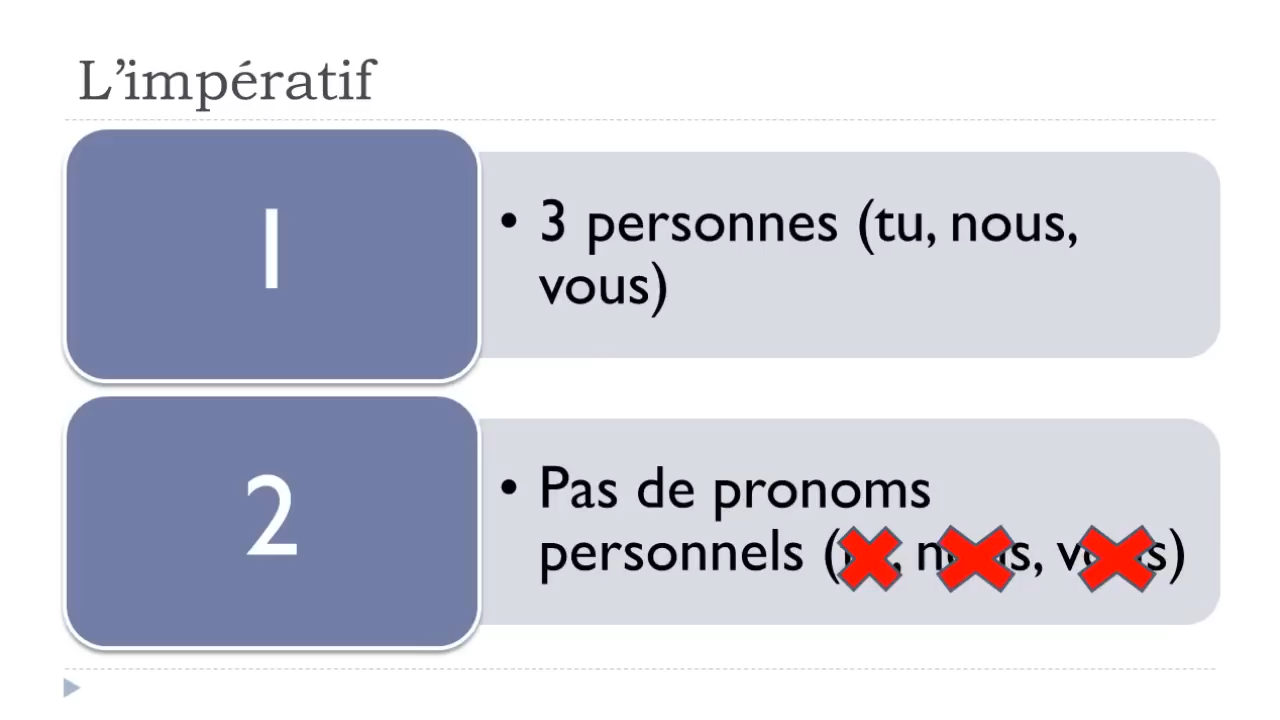 L’impératif
1
• 3 personnes (tu, nous,
vous)
2
• Pas de pronoms
personnels (